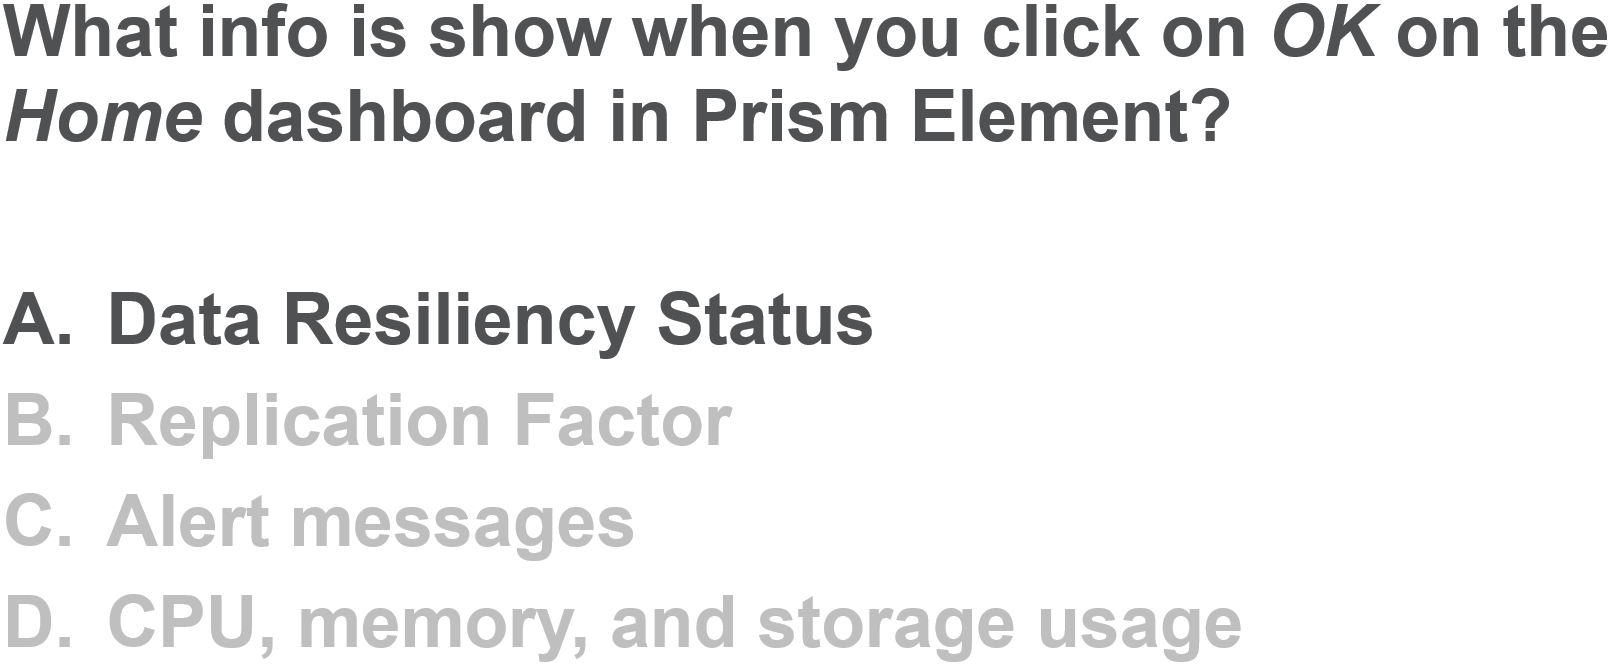 What info is show when you click on OK on the
Home dashboard in Prism Element?
A. Data Resiliency Status
B. Replication Factor
C. Alert messages
D. CPU, memory, and storage usage